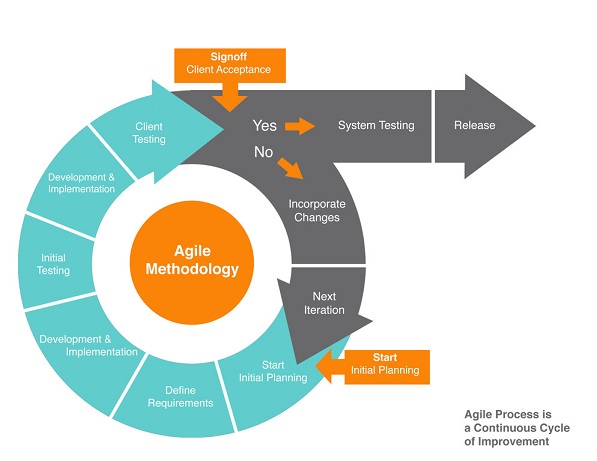 Signoff
Client Acceptance
Client
Testing
Yes
System Testing
Release
No
Incorporate
Changes
Development &
Implementation
Initial
Testing
Agile
Methodology
Next
Iteration
Development &
Implementation
Start
Initial Planning
Start
Initial Planning
Define
Requirements
Agile Process is
a Continuous Cycle
of Improvement